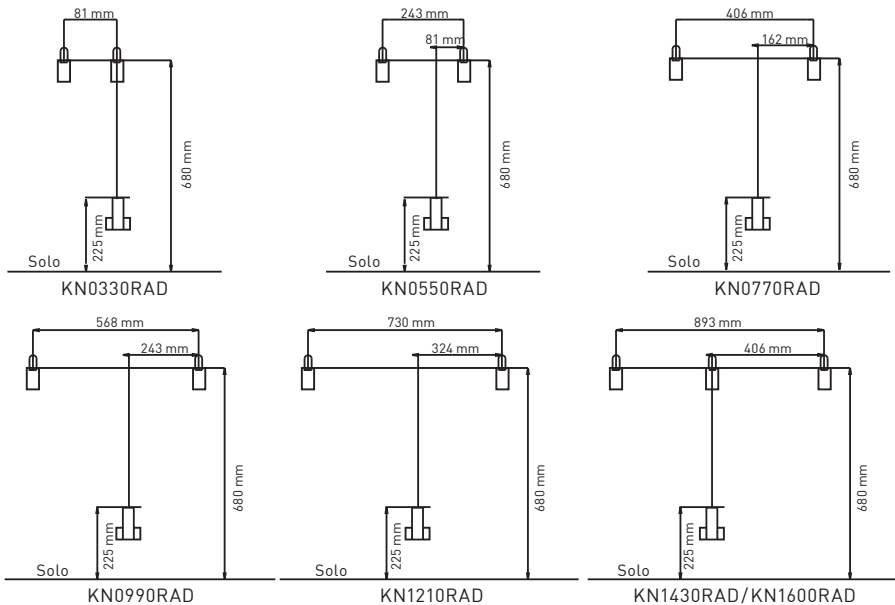 81 mm
680 mm
225 mm
Solo
KN0330RAD
243 mm
81 mm
680 mm
225 mm
Solo
KN0550RAD
406 mm
162 mm
680 mm
225 mm
Solo
KN0770RAD
568 mm
243 mm
680 mm
225 mm
Solo
KN0990RAD
730 mm
324 mm
680 mm
225 mm
Solo
KN1210RAD
893 mm
406 mm
680 mm
225 mm
Solo
KN1430RAD/KN1600RAD